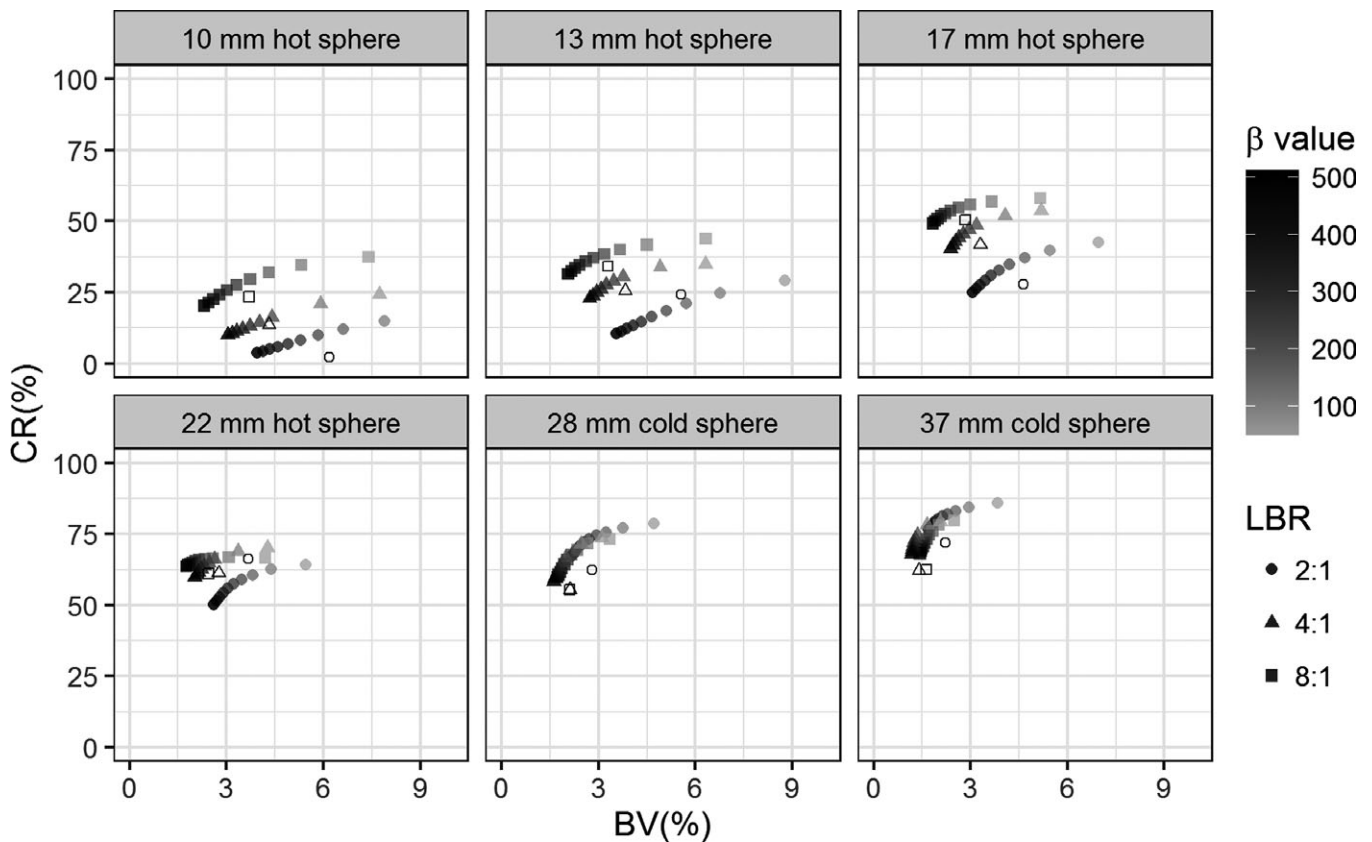 10 mm hot sphere 13 mm hot sphere 17 mm hot sphere
100
75
50
25
0
22 mm hot sphere 28 mm cold sphere 37 mm cold sphere
100
75
50
25
0
0 3 6 9 0 3 6 9 0 3 6 9
CR(%)
BV(%)
β value
500
400
300
200
100
LBR
2:1
4:1
8:1